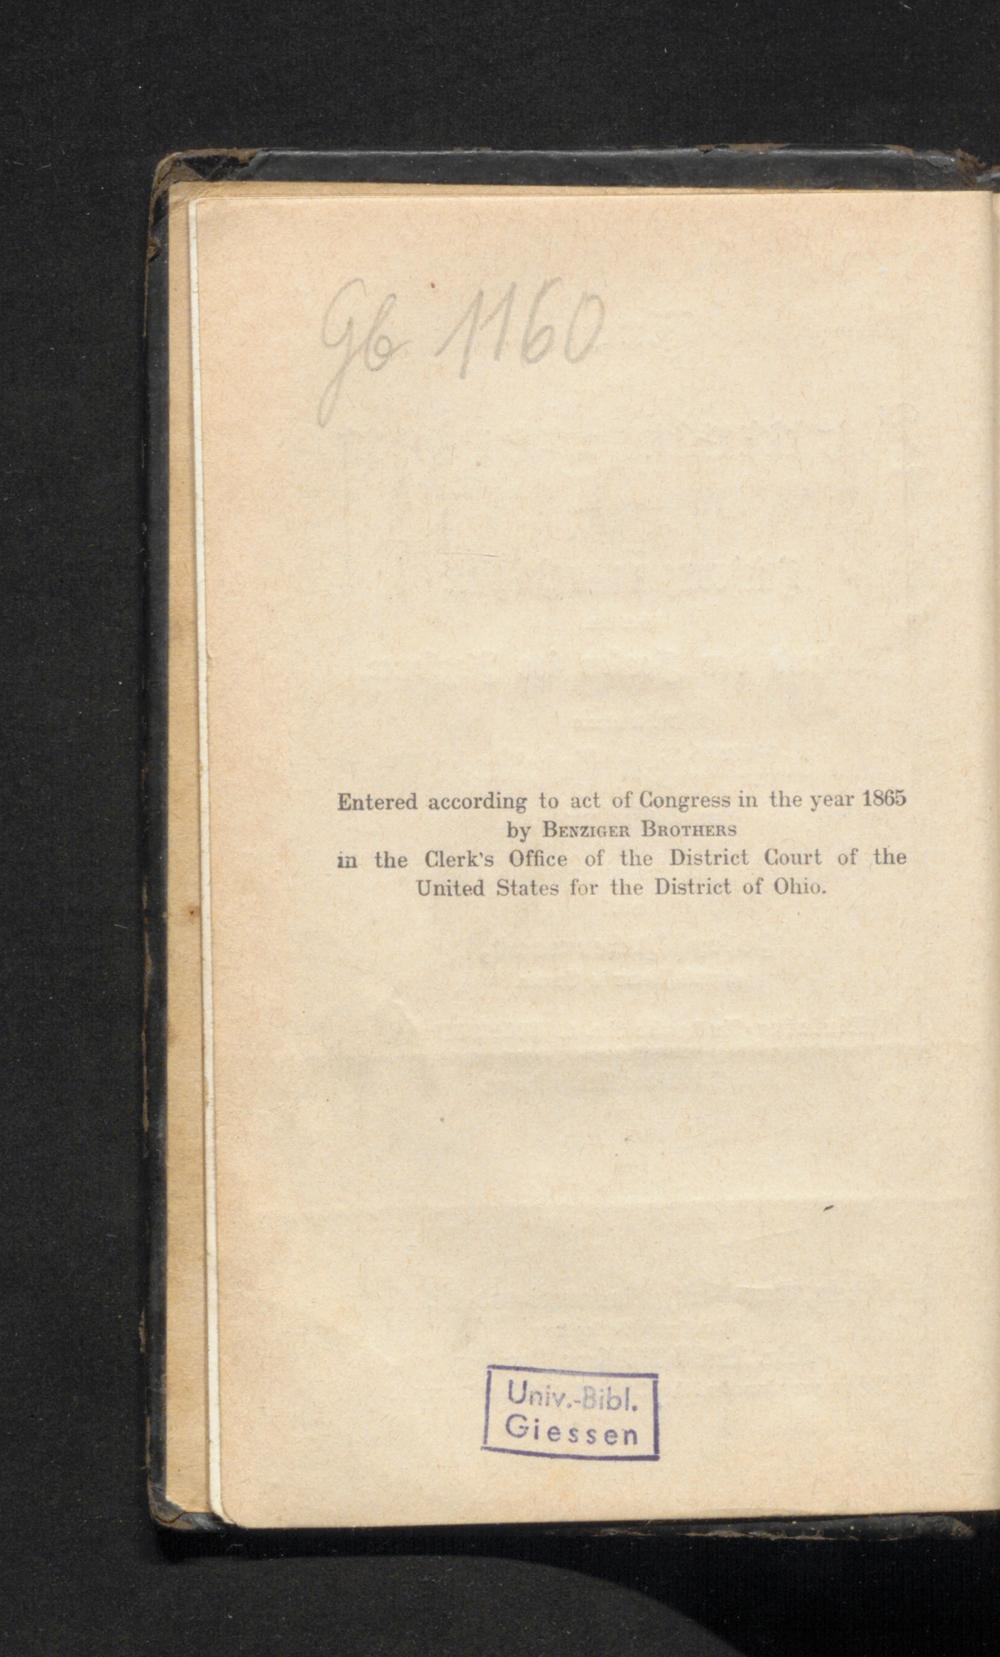 Gb 1160
Entered according to act of Congress in the year 1865
by BENZIGER BROTHERS
in the Clerk's Office of the District Court of the
United States for the District of Ohio.
Univ.-Bibl.
Giessen